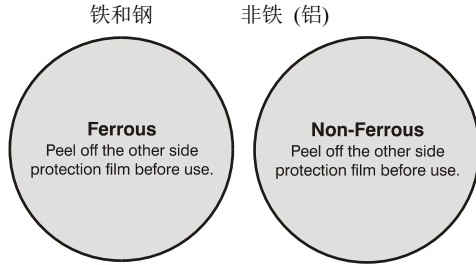 铁和钢
非铁 (铝)
Ferrous
Peel off the other side
protection film before use.
Non-Ferrous
Peel off the other side
protection film before use.